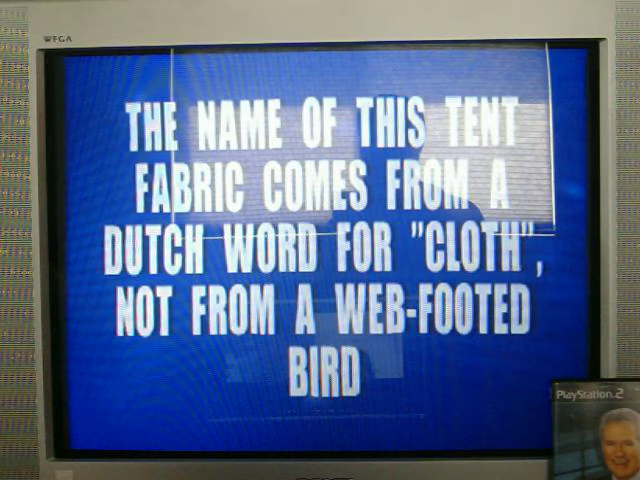 WEGA
THE NAME OF THIS TENT
FABRIC COMES FROM A
DUTCH WORD FOR "CLOTH",
NOT FROM A WEB-FOOTED
BIRD
PlayStation.2